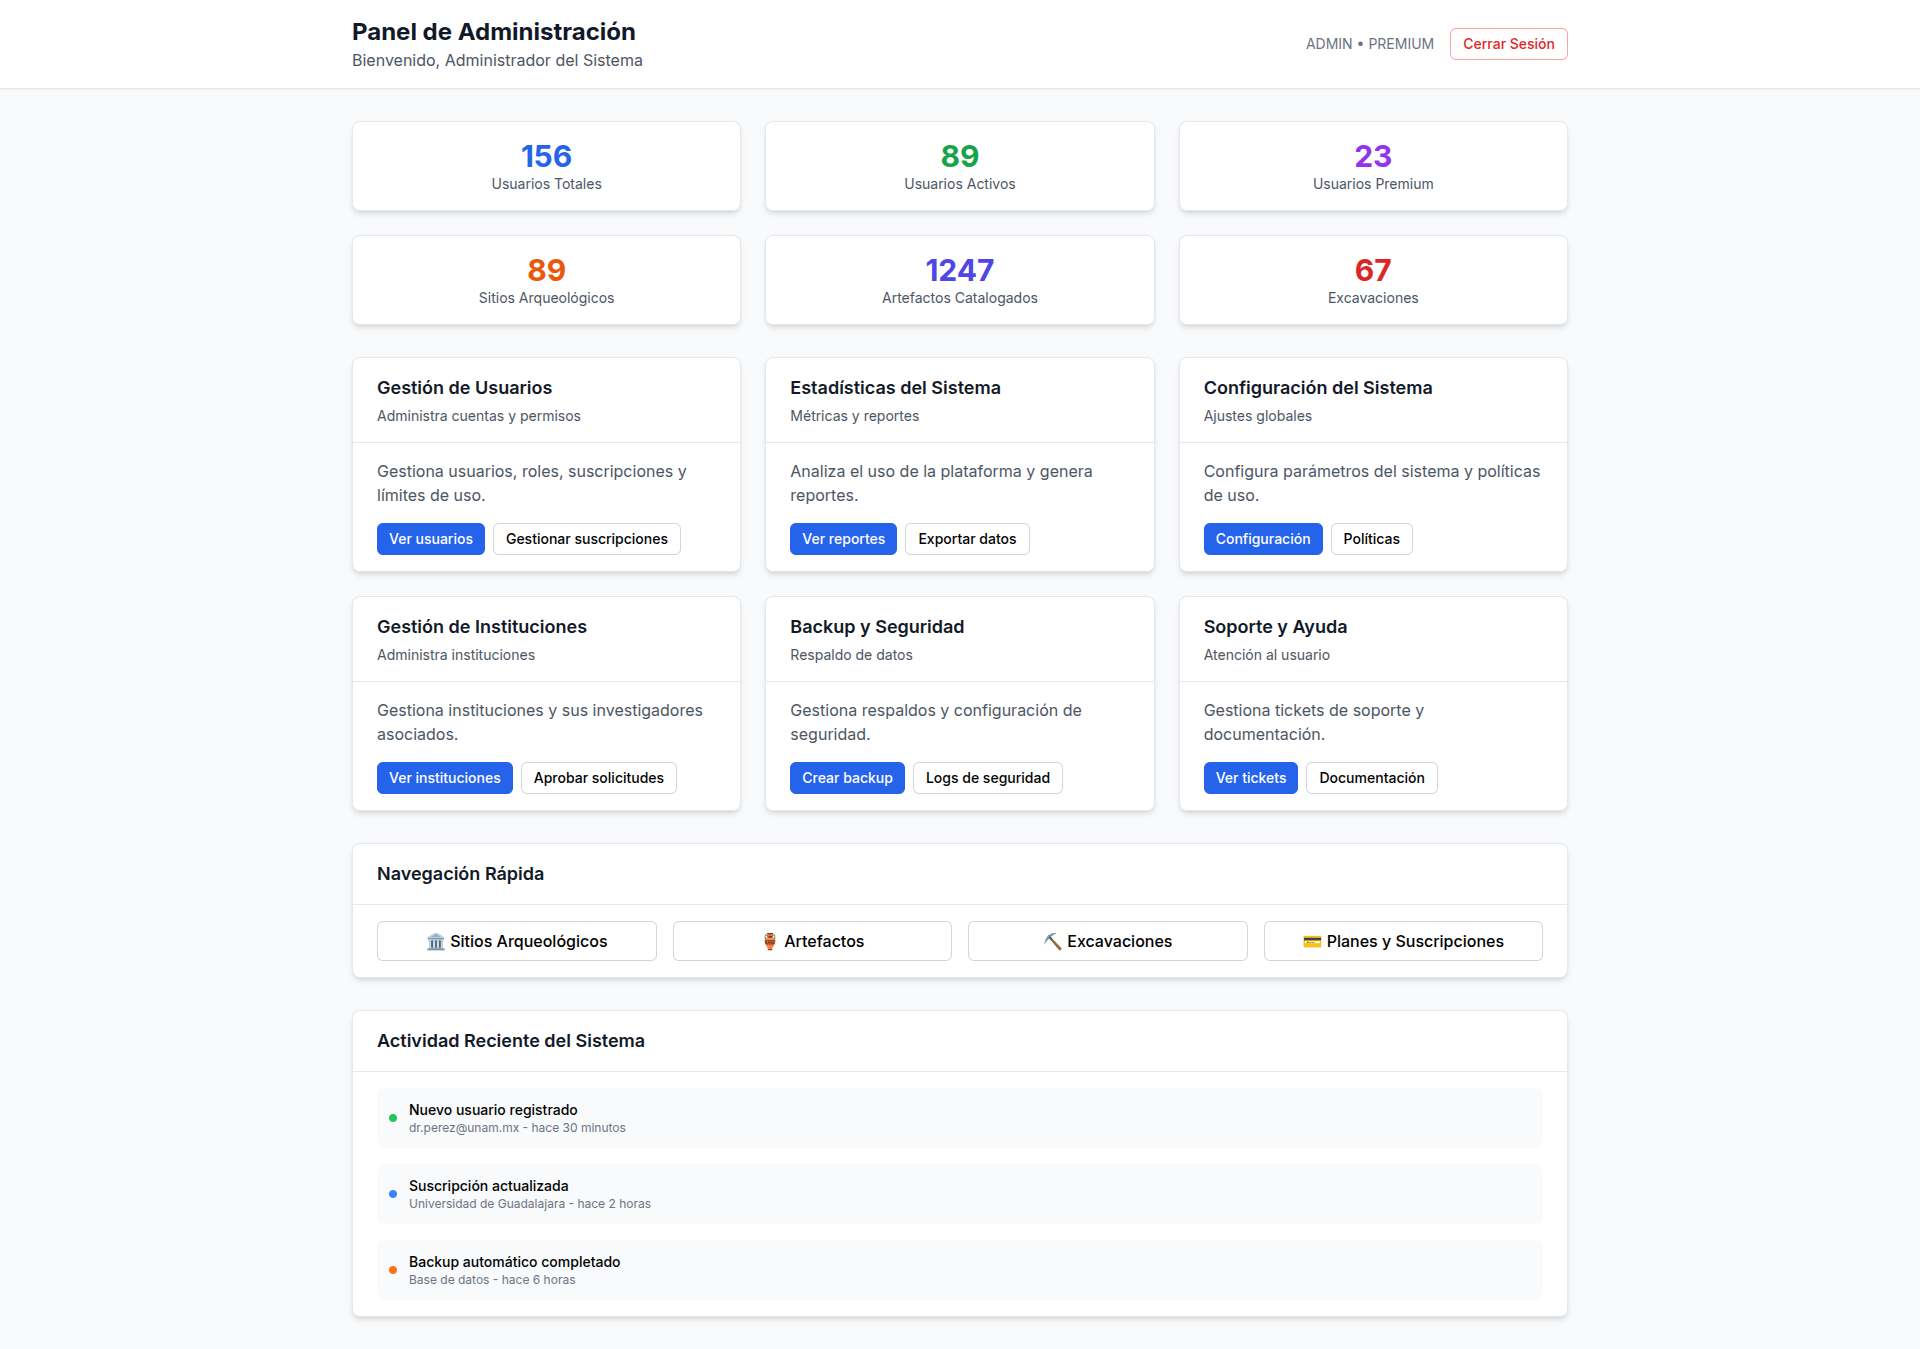 Panel de Administración
Bienvenido, Administrador del Sistema
ADMIN • PREMIUM
Cerrar Sesión
156
Usuarios Totales
89
Usuarios Activos
23
Usuarios Premium
89
Sitios Arqueológicos
1247
Artefactos Catalogados
67
Excavaciones
Gestión de Usuarios
Administra cuentas y permisos
Gestiona usuarios, roles, suscripciones y
límites de uso.
Ver usuarios
Gestionar suscripciones
Estadísticas del Sistema
Métricas y reportes
Analiza el uso de la plataforma y genera
reportes.
Ver reportes
Exportar datos
Configuración del Sistema
Ajustes globales
Configura parámetros del sistema y políticas
de uso.
Configuración
Políticas
Gestión de Instituciones
Administra instituciones
Gestiona instituciones y sus investigadores
asociados.
Ver instituciones
Aprobar solicitudes
Backup y Seguridad
Respaldo de datos
Gestiona respaldos y configuración de
seguridad.
Crear backup
Logs de seguridad
Soporte y Ayuda
Atención al usuario
Gestiona tickets de soporte y
documentación.
Ver tickets
Documentación
Navegación Rápida
Sitios Arqueológicos
Artefactos
Excavaciones
Planes y Suscripciones
Actividad Reciente del Sistema
Nuevo usuario registrado
dr.perez@unam.mx - hace 30 minutos
Suscripción actualizada
Universidad de Guadalajara - hace 2 horas
Backup automático completado
Base de datos - hace 6 horas